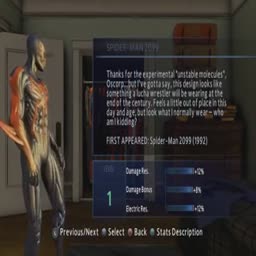 SPIDER-MAN 2099
Thanks for the experimental "unstable molecules",
Oscorp...but I've gotta say, this design looks like
something a lucha wrestler will be wearing at the
end of the century. Feels a little out of place in this
day and age, but look what I normally wear – who
am I kidding?
FIRST APPEARED: Spider-Man 2099 (1992)
LEVEL
1
Damage Res. +12%
Damage Bonus +8%
Electric Res. +12%
Previous/Next Select Back Stats Description